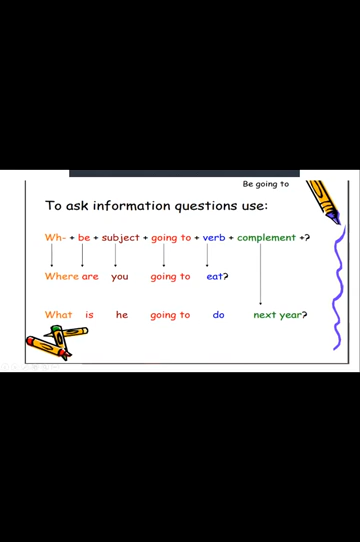 Be going to
To ask information questions use:
Wh- + be + subject + going to + verb + complement +?
Where are you going to eat?
What is he going to do next year?